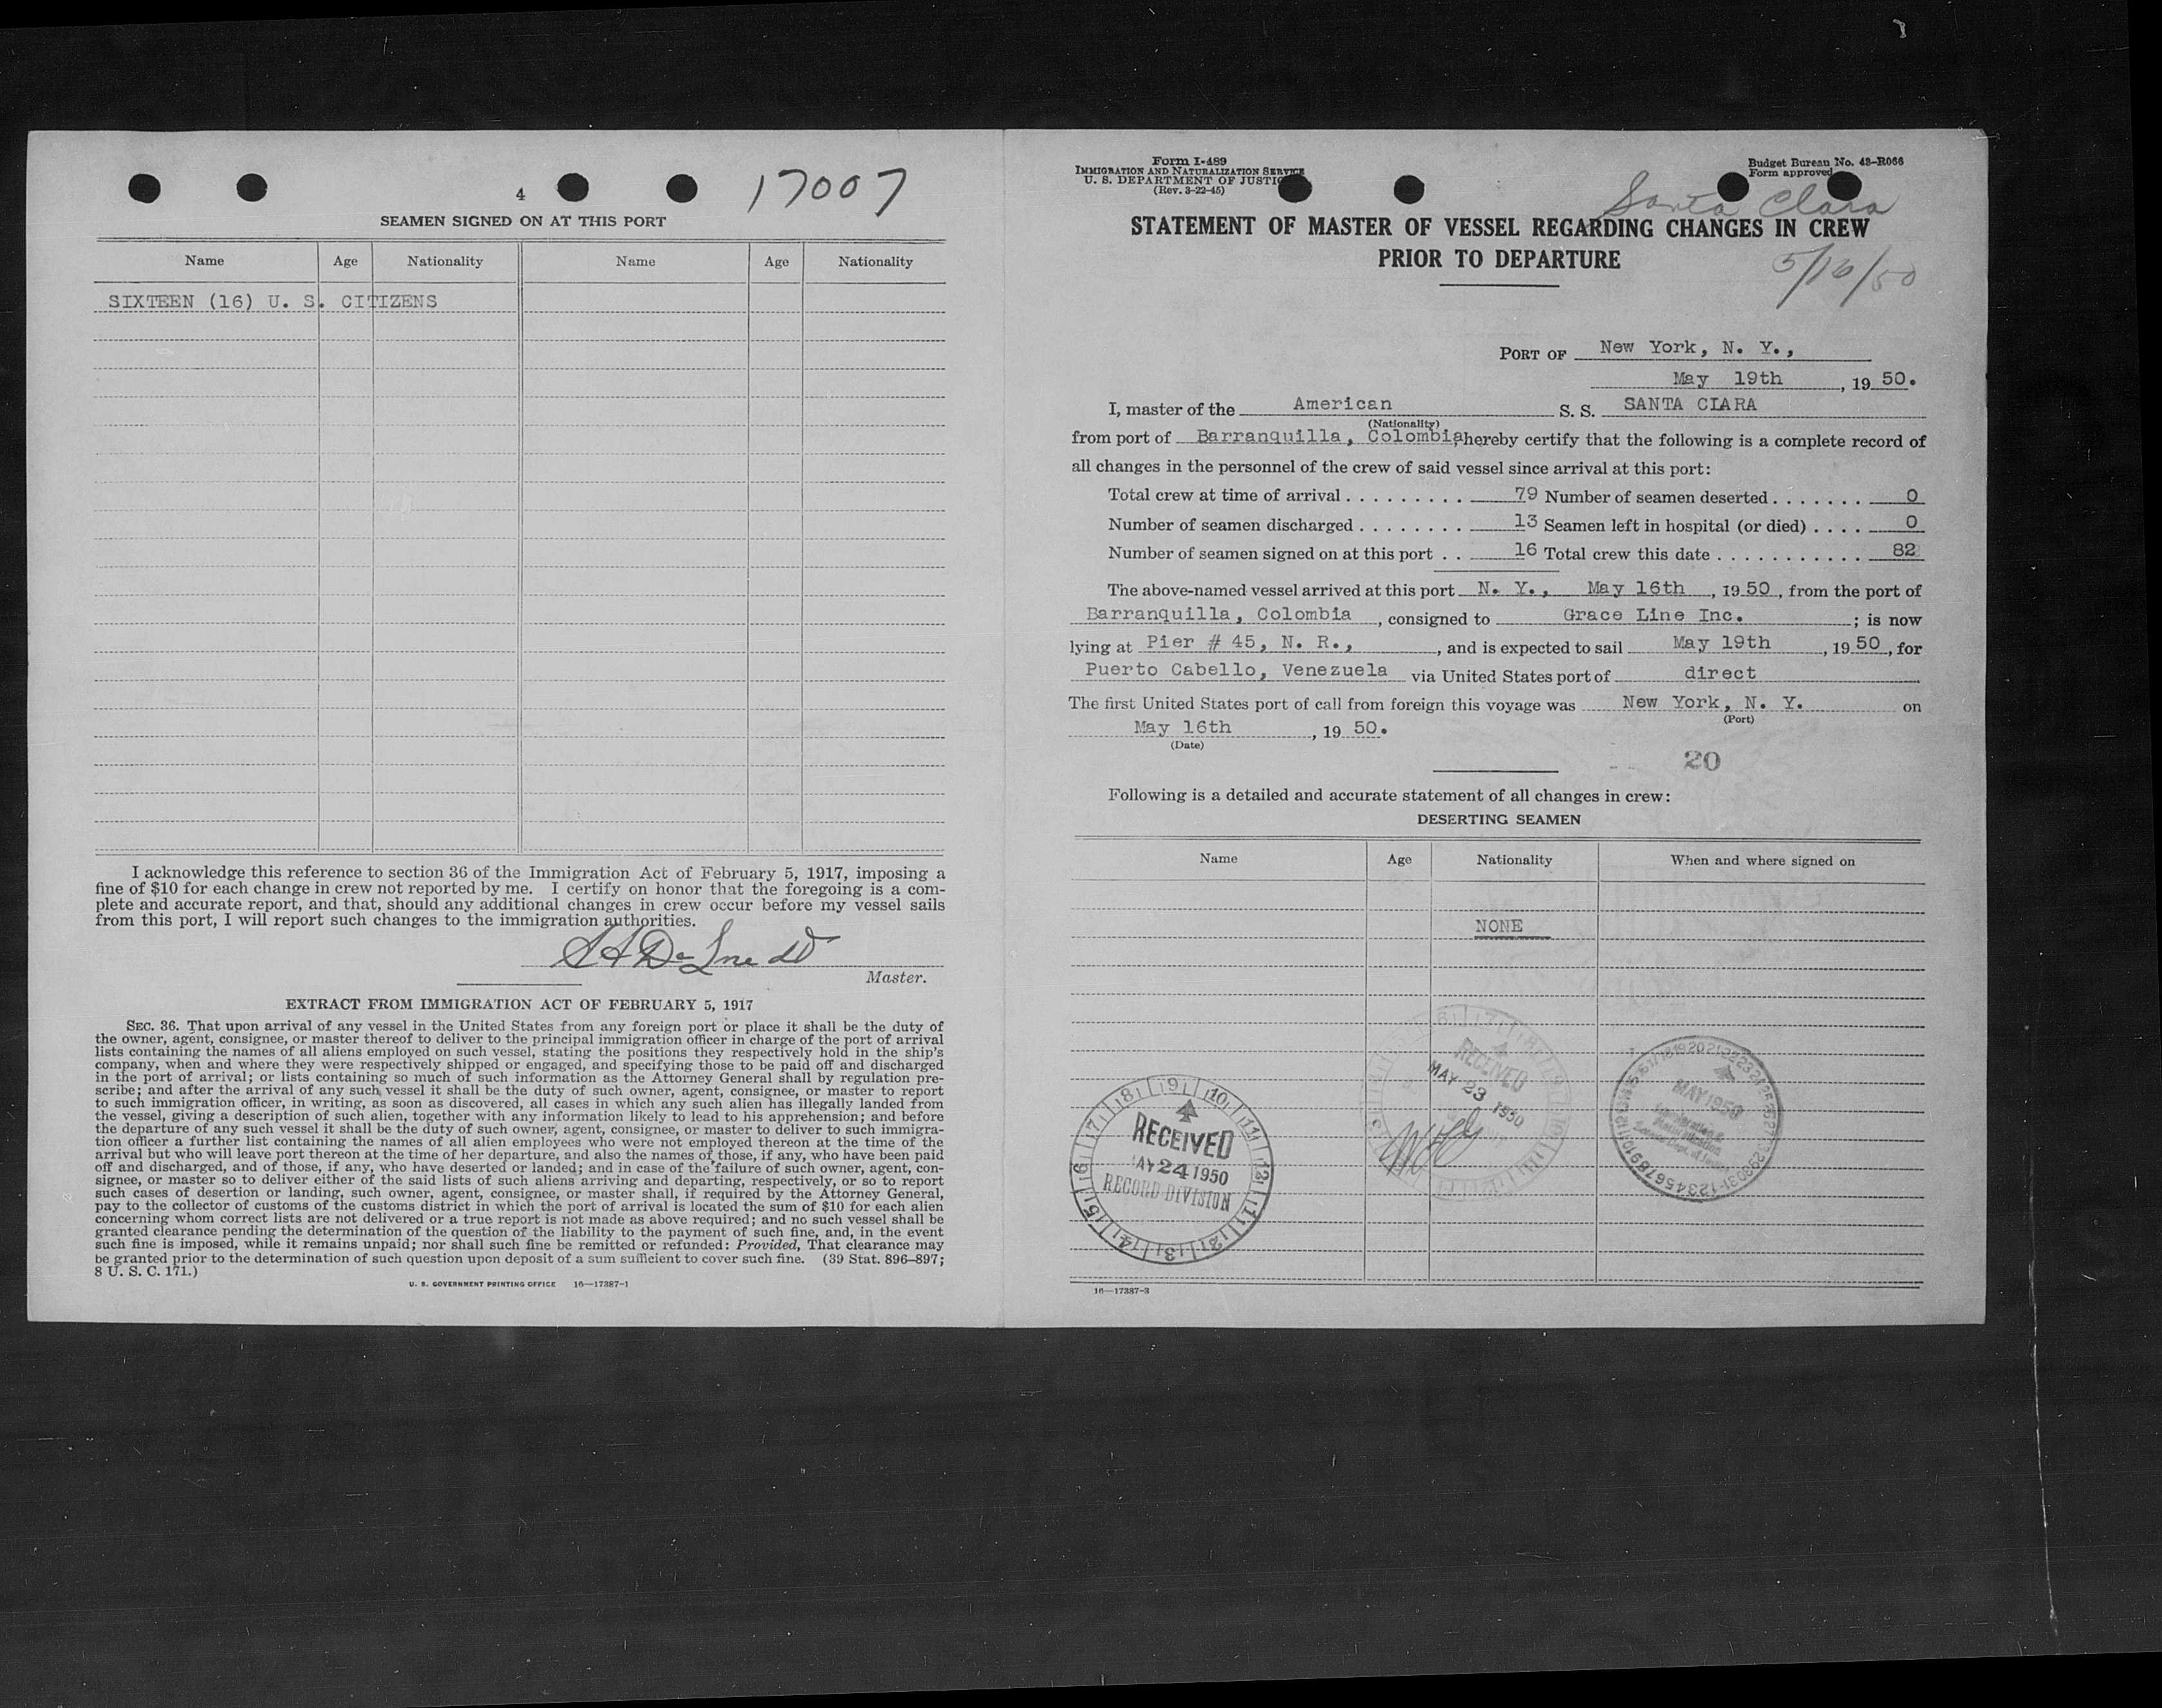 4
17007
SEAMEN SIGNED ON AT THIS PORT
Name Age Nationality Name Age Nationality
SIXTEEN (16) U. S. CITIZENS
I acknowledge this reference to section 36 of the Immigration Act of February 5, 1917, imposing a
fine of $10 for each change in crew not reported by me. I certify on honor that the foregoing is a com-
plete and accurate report, and that, should any additional changes in crew occur before my vessel sails
from this port, I will report such changes to the immigration authorities.
Master.
EXTRACT FROM IMMIGRATION ACT OF FEBRUARY 5, 1917
SEC. 36. That upon arrival of any vessel in the United States from any foreign port or place it shall be the duty of
the owner, agent, consignee, or master thereof to deliver to the principal immigration officer in charge of the port of arrival
lists containing the names of all aliens employed on such vessel, stating the positions they respectively hold in the ship's
company, when and where they were respectively shipped or engaged, and specifying those to be paid off and discharged
in the port of arrival; or lists containing so much of such information as the Attorney General shall by regulation pre-
scribe; and after the arrival of any such vessel it shall be the duty of such owner, agent, consignee, or master to report
to such immigration officer, in writing, as soon as discovered, all cases in which any such alien has illegally landed from
the vessel, giving a description of such alien, together with any information likely to lead to his apprehension; and before
the departure of any such vessel it shall be the duty of such owner, agent, consignee, or master to deliver to such immigra-
tion officer a further list containing the names of all alien employees who were not employed thereon at the time of the
arrival but who will leave port thereon at the time of her departure, and also the names of those, if any, who have been paid
off and discharged, and of those, if any, who have deserted or landed; and in case of the failure of such owner, agent, con-
signee, or master so to deliver either of the said lists of such aliens arriving and departing, respectively, or so to report
such cases of desertion or landing, such owner, agent, consignee, or master shall, if required by the Attorney General,
pay to the collector of customs of the customs district in which the port of arrival is located the sum of $10 for each alien
concerning whom correct lists are not delivered or a true report is not made as above required; and no such vessel shall be
granted clearance pending the determination of the question of the liability to the payment of such fine, and, in the event
such fine is imposed, while it remains unpaid; nor shall such fine be remitted or refunded: Provided, That clearance may
be granted prior to the determination of such question upon deposit of a sum sufficient to cover such fine. (39 Stat. 896–897;
8 U. S. C. 171.)
U. S. GOVERNMENT PRINTING OFFICE 16—17387-1
Form I-489
IMMIGRATION AND NATURALIZATION SERVICE
U. S. DEPARTMENT OF JUSTICE
(Rev. 3-22-45)
Budget Bureau No. 43-R066
Form approved
Santa Clara
STATEMENT OF MASTER OF VESSEL REGARDING CHANGES IN CREW
PRIOR TO DEPARTURE
5/16/50
PORT OF New York, N. Y.,
May 19th, 19 50.
I, master of the American S. S. SANTA CLARA
(Nationality)
from port of Barranquilla, Colombia, hereby certify that the following is a complete record of
all changes in the personnel of the crew of said vessel since arrival at this port:
Total crew at time of arrival . . . . . . . . . 79 Number of seamen deserted . . . . . . . 0
Number of seamen discharged . . . . . . . . 13 Seamen left in hospital (or died) . . . . 0
Number of seamen signed on at this port . . 16 Total crew this date . . . . . . . . . . . 82
The above-named vessel arrived at this port N. Y., May 16th, 19 50, from the port of
Barranquilla, Colombia, consigned to Grace Line Inc. ; is now
lying at Pier # 45, N. R., , and is expected to sail May 19th, 19 50, for
Puerto Cabello, Venezuela via United States port of direct
The first United States port of call from foreign this voyage was New York, N. Y. on
(Port)
May 16th, 19 50.
(Date)
20
Following is a detailed and accurate statement of all changes in crew:
DESERTING SEAMEN
Name Age Nationality When and where signed on
NONE
RECEIVED
MAY 23 1950
MAY 1950
Immigration &
Naturalization
Service Dept. of Justice
RECEIVED
MAY 24 1950
RECORD DIVISION
16—17387-3